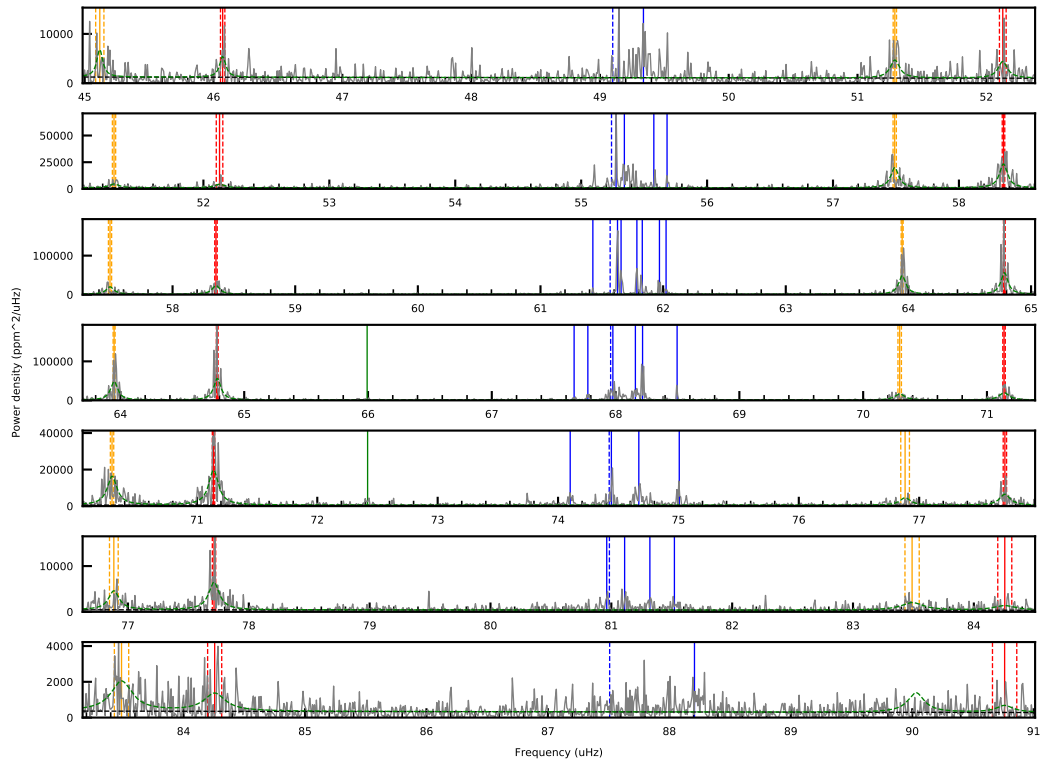 10000
0
45 46 47 48 49 50 51 52
50000
25000
0
52 53 54 55 56 57 58
100000
0
58 59 60 61 62 63 64 65
100000
0
64 65 66 67 68 69 70 71
40000
20000
0
71 72 73 74 75 76 77
10000
0
77 78 79 80 81 82 83 84
4000
2000
0
84 85 86 87 88 89 90 91
Power density (ppm^2/uHz)
Frequency (uHz)